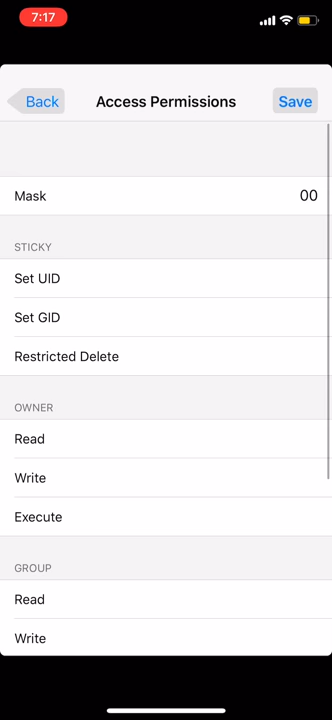 7:17
Back
Access Permissions
Save
Mask
00
STICKY
Set UID
Set GID
Restricted Delete
OWNER
Read
Write
Execute
GROUP
Read
Write